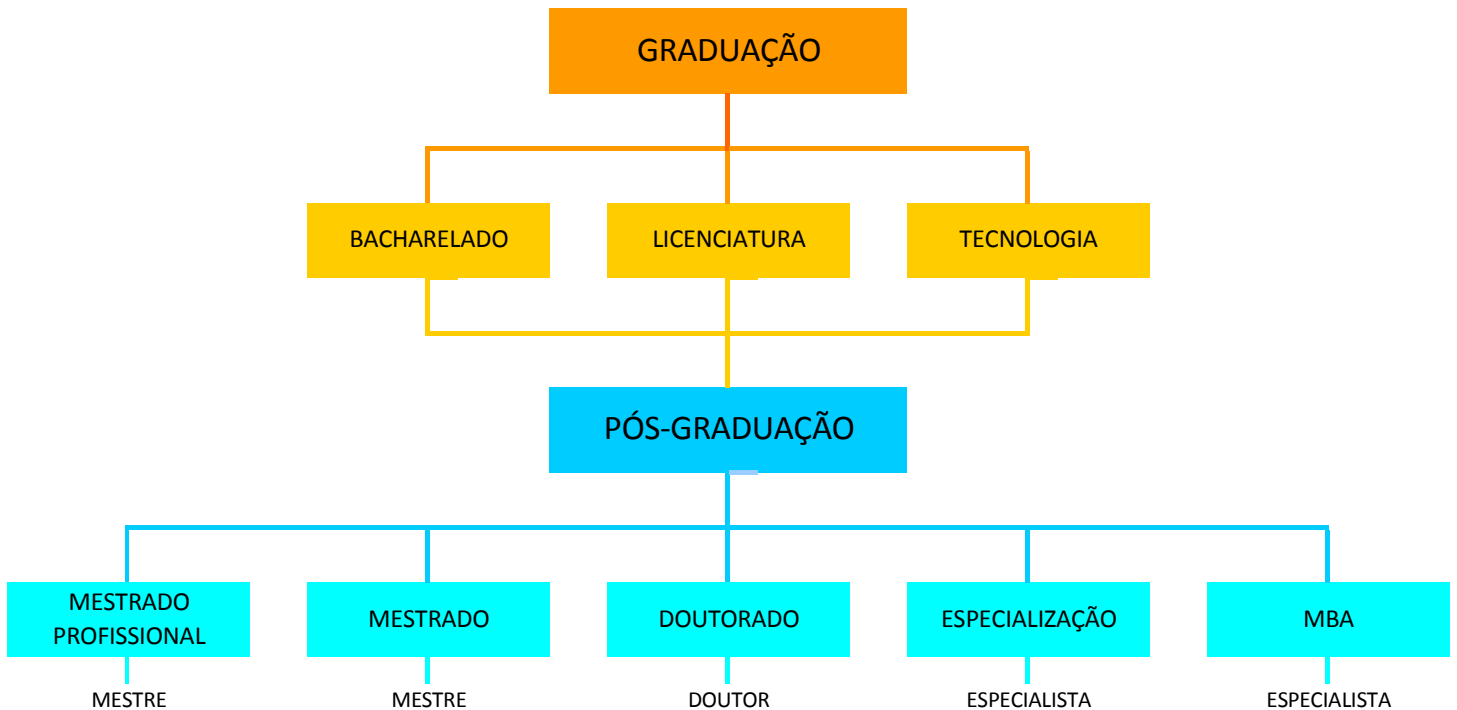 GRADUAÇÃO
BACHARELADO
LICENCIATURA
TECNOLOGIA
PÓS-GRADUAÇÃO
MESTRADO
PROFISSIONAL
MESTRADO
DOUTORADO
ESPECIALIZAÇÃO
MBA
MESTRE
MESTRE
DOUTOR
ESPECIALISTA
ESPECIALISTA